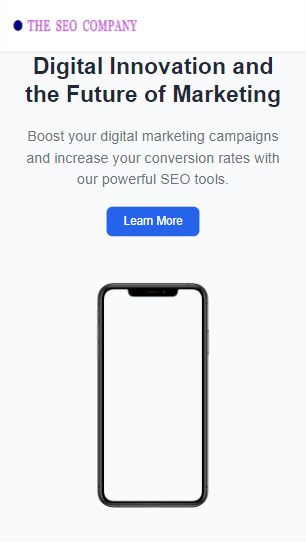 THE SEO COMPANY
Digital Innovation and
the Future of Marketing
Boost your digital marketing campaigns
and increase your conversion rates with
our powerful SEO tools.
Learn More